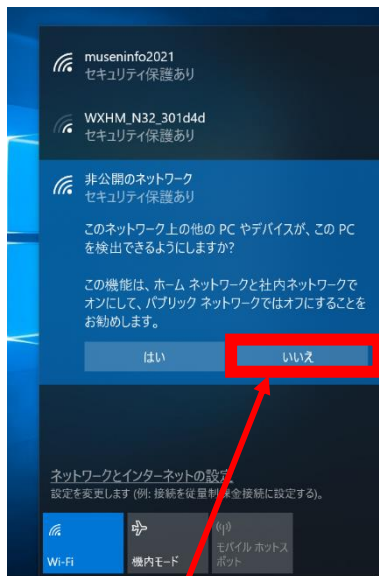 museninfo2021
セキュリティ保護あり
WXHM_N32_301d4d
セキュリティ保護あり
非公開のネットワーク
セキュリティ保護あり
このネットワーク上の他の PC やデバイスが、この PC
を検出できるようにしますか?
この機能は、ホーム ネットワークと社内ネットワークで
オンにして、パブリック ネットワークではオフにすることを
お勧めします。
はい
いいえ
ネットワークとインターネットの設定
設定を変更します (例: 接続を従量制課金接続に設定する)。
Wi-Fi
機内モード
モバイル ホットス
ポット